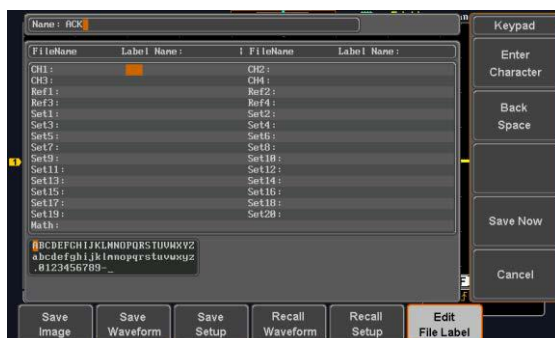 Name: ACK
FileName Label Name: | FileName Label Name:
CH1: CH2:
CH3: CH4:
Ref1: Ref2:
Ref3: Ref4:
Set1: Set2:
Set3: Set4:
Set5: Set6:
Set7: Set8:
Set9: Set10:
Set11: Set12:
Set13: Set14:
Set15: Set16:
Set17: Set18:
Set19: Set20:
Math:
ABCDEFGHIJKLMNOPQRSTUVWXYZ
abcdefghijklmnopqrstuvwxyz
.0123456789-_
1
Keypad
Enter
Character
Back
Space
Save Now
Cancel
Save
Image
Save
Waveform
Save
Setup
Recall
Waveform
Recall
Setup
Edit
File Label